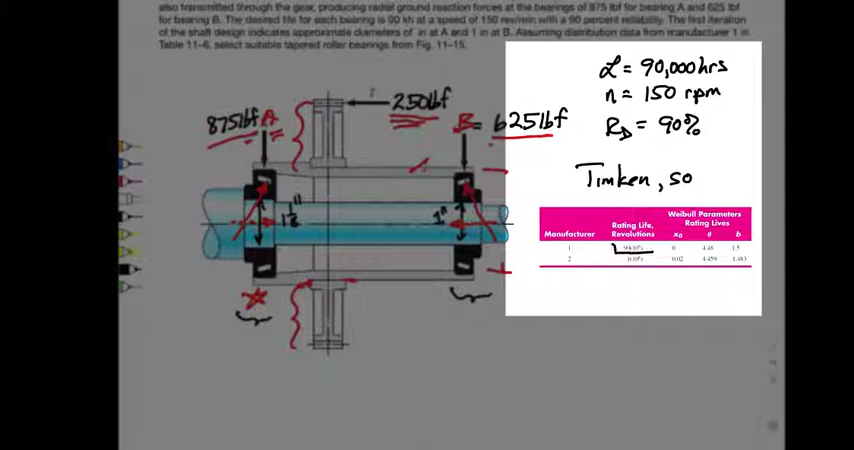 also transmitted through the gear, producing radial ground reaction forces at the bearings of 875 lbf for bearing A and 625 lbf
for bearing B. The desired life for each bearing is 90 kh at a speed of 150 rev/min with a 90 percent reliability. The first iteration
of the shaft design indicates approximate diameters of in at A and 1 in at B. Assuming distribution data from manufacturer 1 in
Table 11–6, select suitable tapered roller bearings from Fig. 11–15.
L = 90,000 hrs
n = 150 rpm
RD = 90%
Timken, so
250lbf
875lbf A
B = 625lbf
1"
Weibull Parameters
Rating Life, Rating Lives
Manufacturer Revolutions x0 θ b
1 90(10⁶) 0 4.48 1.5
2 1(10⁶) 0.02 4.459 1.483